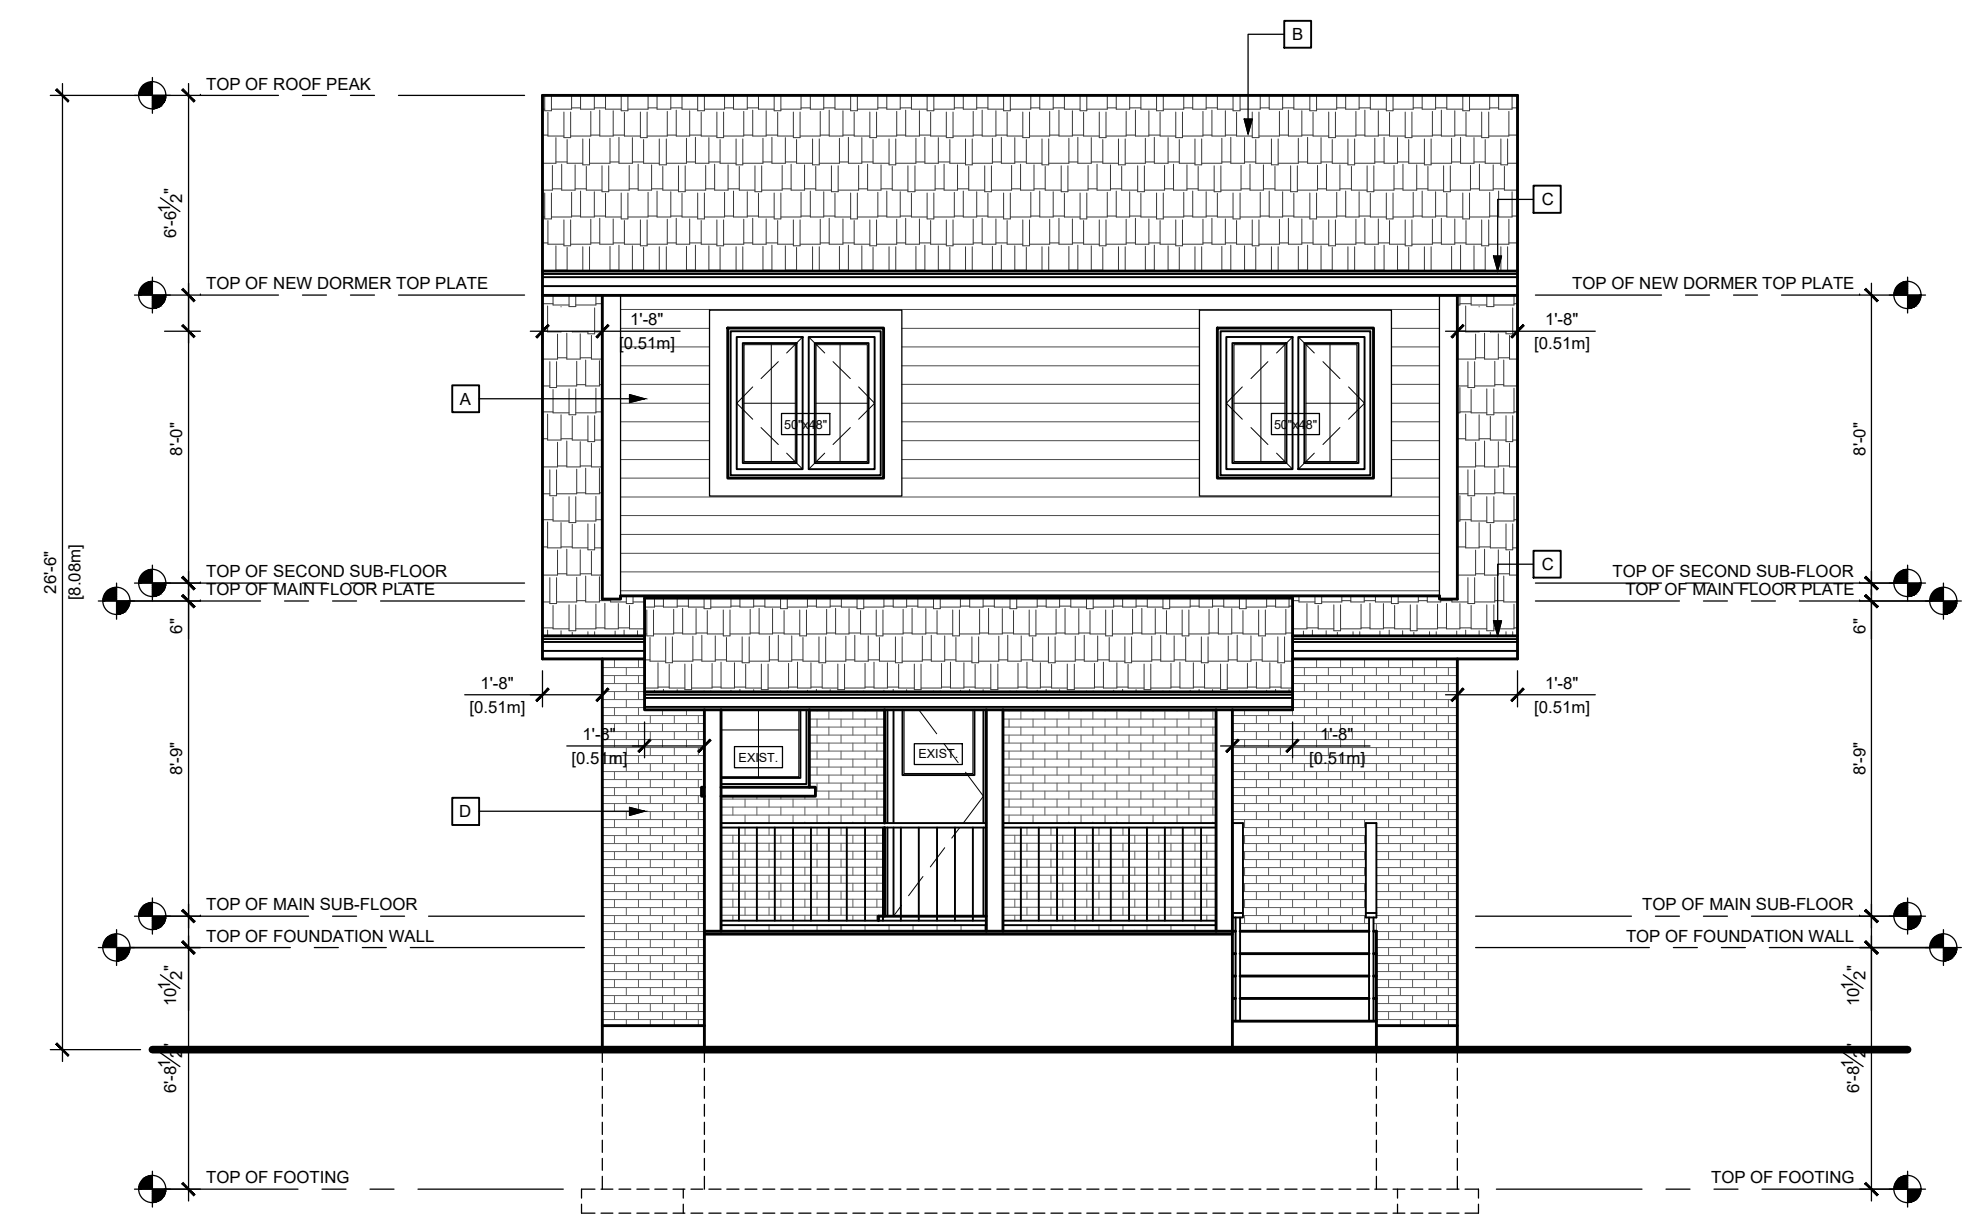 B
TOP OF ROOF PEAK
6'-6½"
C
TOP OF NEW DORMER TOP PLATE
TOP OF NEW DORMER TOP PLATE
1'-8"
[0.51m]
1'-8"
[0.51m]
A
50"x48"
50"x48"
8'-0"
8'-0"
26'-6"
[8.08m]
C
TOP OF SECOND SUB-FLOOR
TOP OF MAIN FLOOR PLATE
TOP OF SECOND SUB-FLOOR
TOP OF MAIN FLOOR PLATE
6"
6"
1'-8"
[0.51m]
1'-8"
[0.51m]
1'-8"
[0.51m]
EXIST.
EXIST.
1'-8"
[0.51m]
8'-9"
8'-9"
D
TOP OF MAIN SUB-FLOOR
TOP OF MAIN SUB-FLOOR
TOP OF FOUNDATION WALL
TOP OF FOUNDATION WALL
10½"
10½"
6'-8½"
6'-8½"
TOP OF FOOTING
TOP OF FOOTING